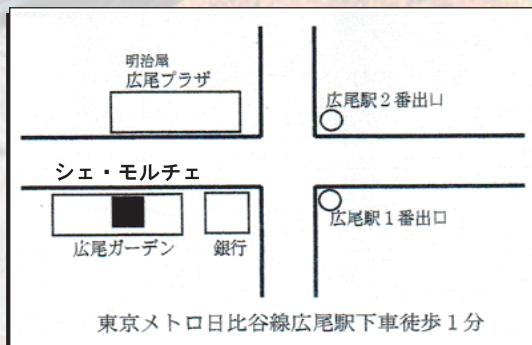 明治屋
広尾プラザ
広尾駅2番出口
シェ・モルチェ
広尾駅1番出口
広尾ガーデン
銀行
東京メトロ日比谷線広尾駅下車徒歩1分